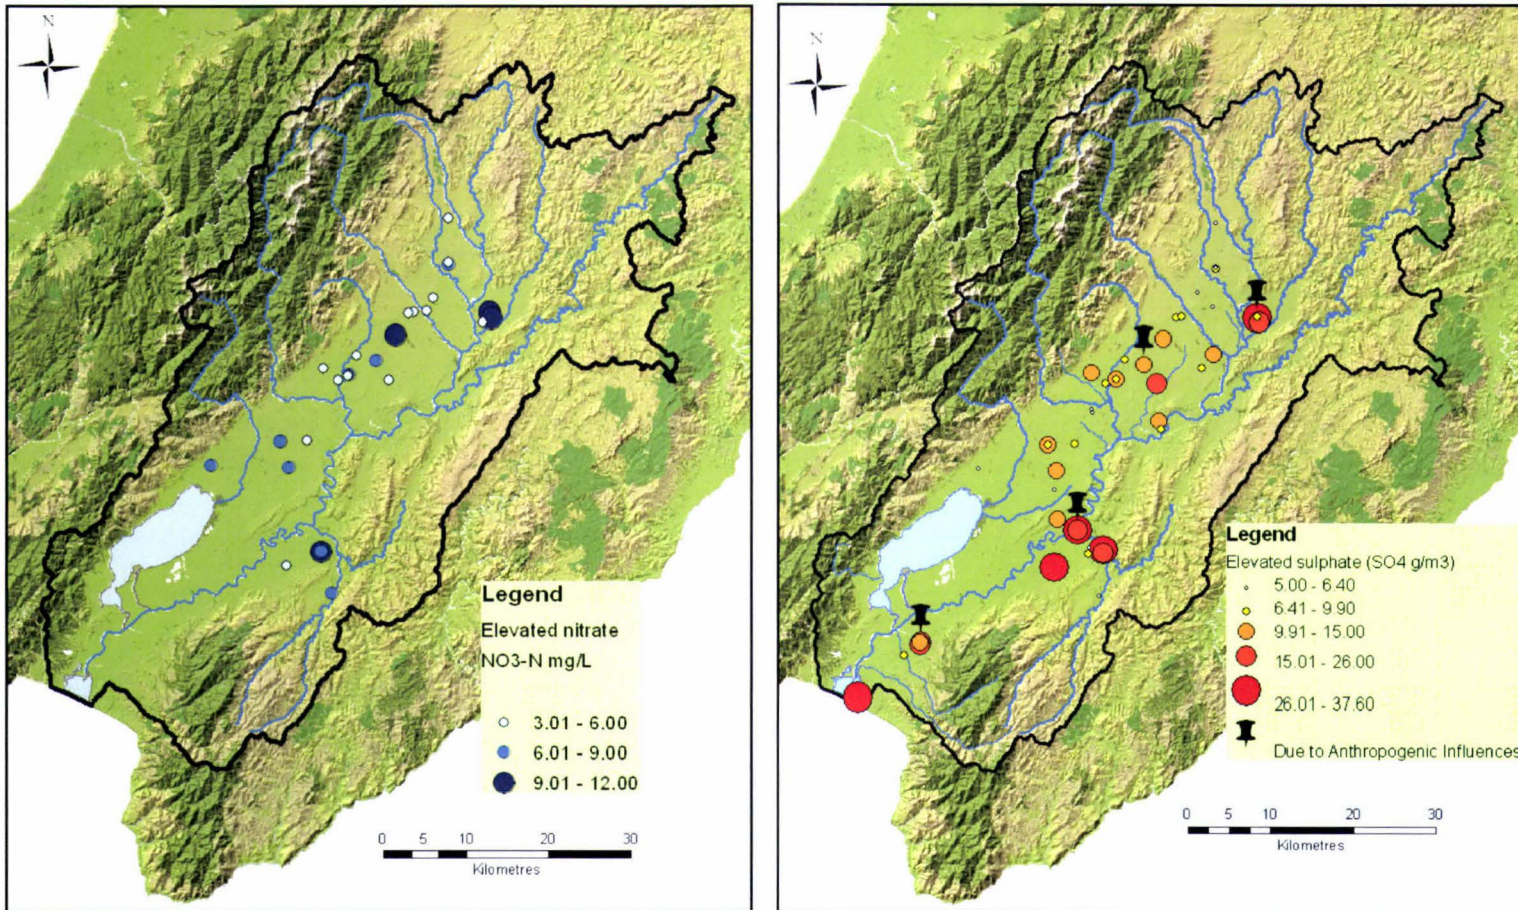 N
Legend
Elevated nitrate
NO3-N mg/L
3.01 - 6.00
6.01 - 9.00
9.01 - 12.00
0 5 10 20 30
Kilometres
N
Legend
Elevated sulphate (SO4 g/m3)
5.00 - 6.40
6.41 - 9.90
9.91 - 15.00
15.01 - 26.00
26.01 - 37.60
Due to Anthropogenic Influences
0 5 10 20 30
Kilometres